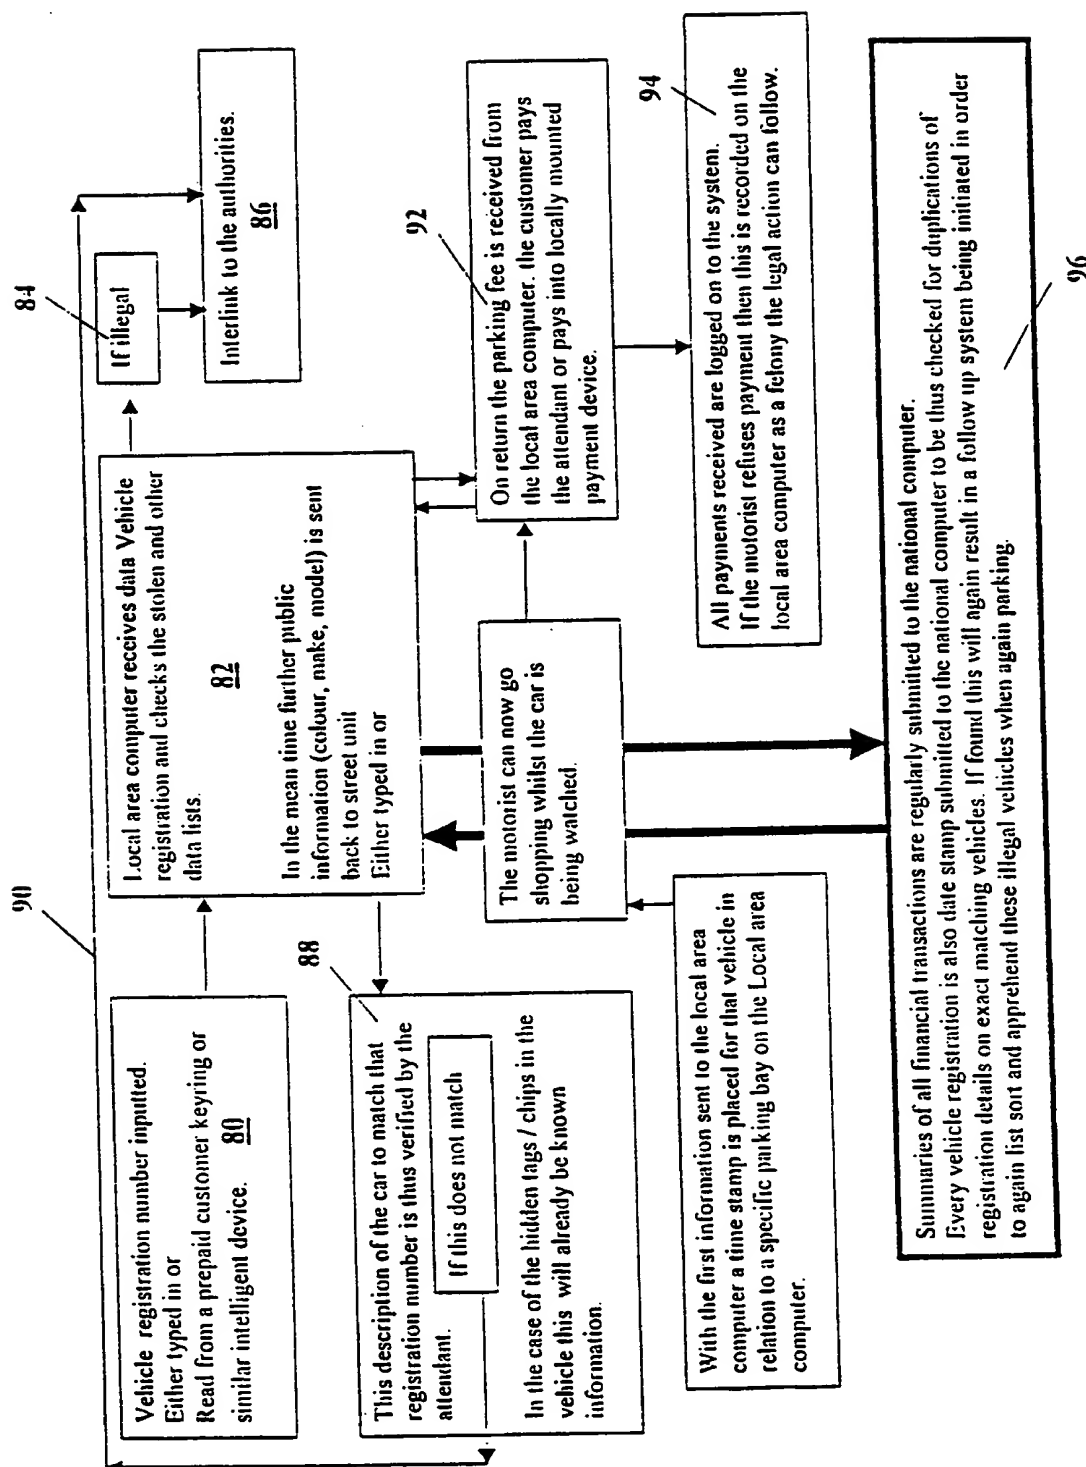 90
84
If illegal
Interlink to the authorities.
86
Vehicle registration number inputted.
Either typed in or
Read from a prepaid customer keyring or
similar intelligent device.
80
Local area computer receives data Vehicle
registration and checks the stolen and other
data lists.
82
In the mean time further public
information (colour, make, model) is sent
back to street unit
Either typed in or
88
This description of the car to match that
registration number is thus verified by the
attendant.
If this does not match
In the case of the hidden tags / chips in the
vehicle this will already be known
information.
The motorist can now go
shopping whilst the car is
being watched.
92
On return the parking fee is received from
the local area computer. the customer pays
the attendant or pays into locally mounted
payment device.
With the first information sent to the local area
computer a time stamp is placed for that vehicle in
relation to a specific parking bay on the Local area
computer.
94
All payments received are logged on to the system.
If the motorist refuses payment then this is recorded on the
local area computer as a felony the legal action can follow.
Summaries of all financial transactions are regularly submitted to the national computer.
Every vehicle registration is also date stamp submitted to the national computer to be thus checked for duplications of
registration details on exact matching vehicles. If found this will again result in a follow up system being initiated in order
to again list sort and apprehend these illegal vehicles when again parking.
96